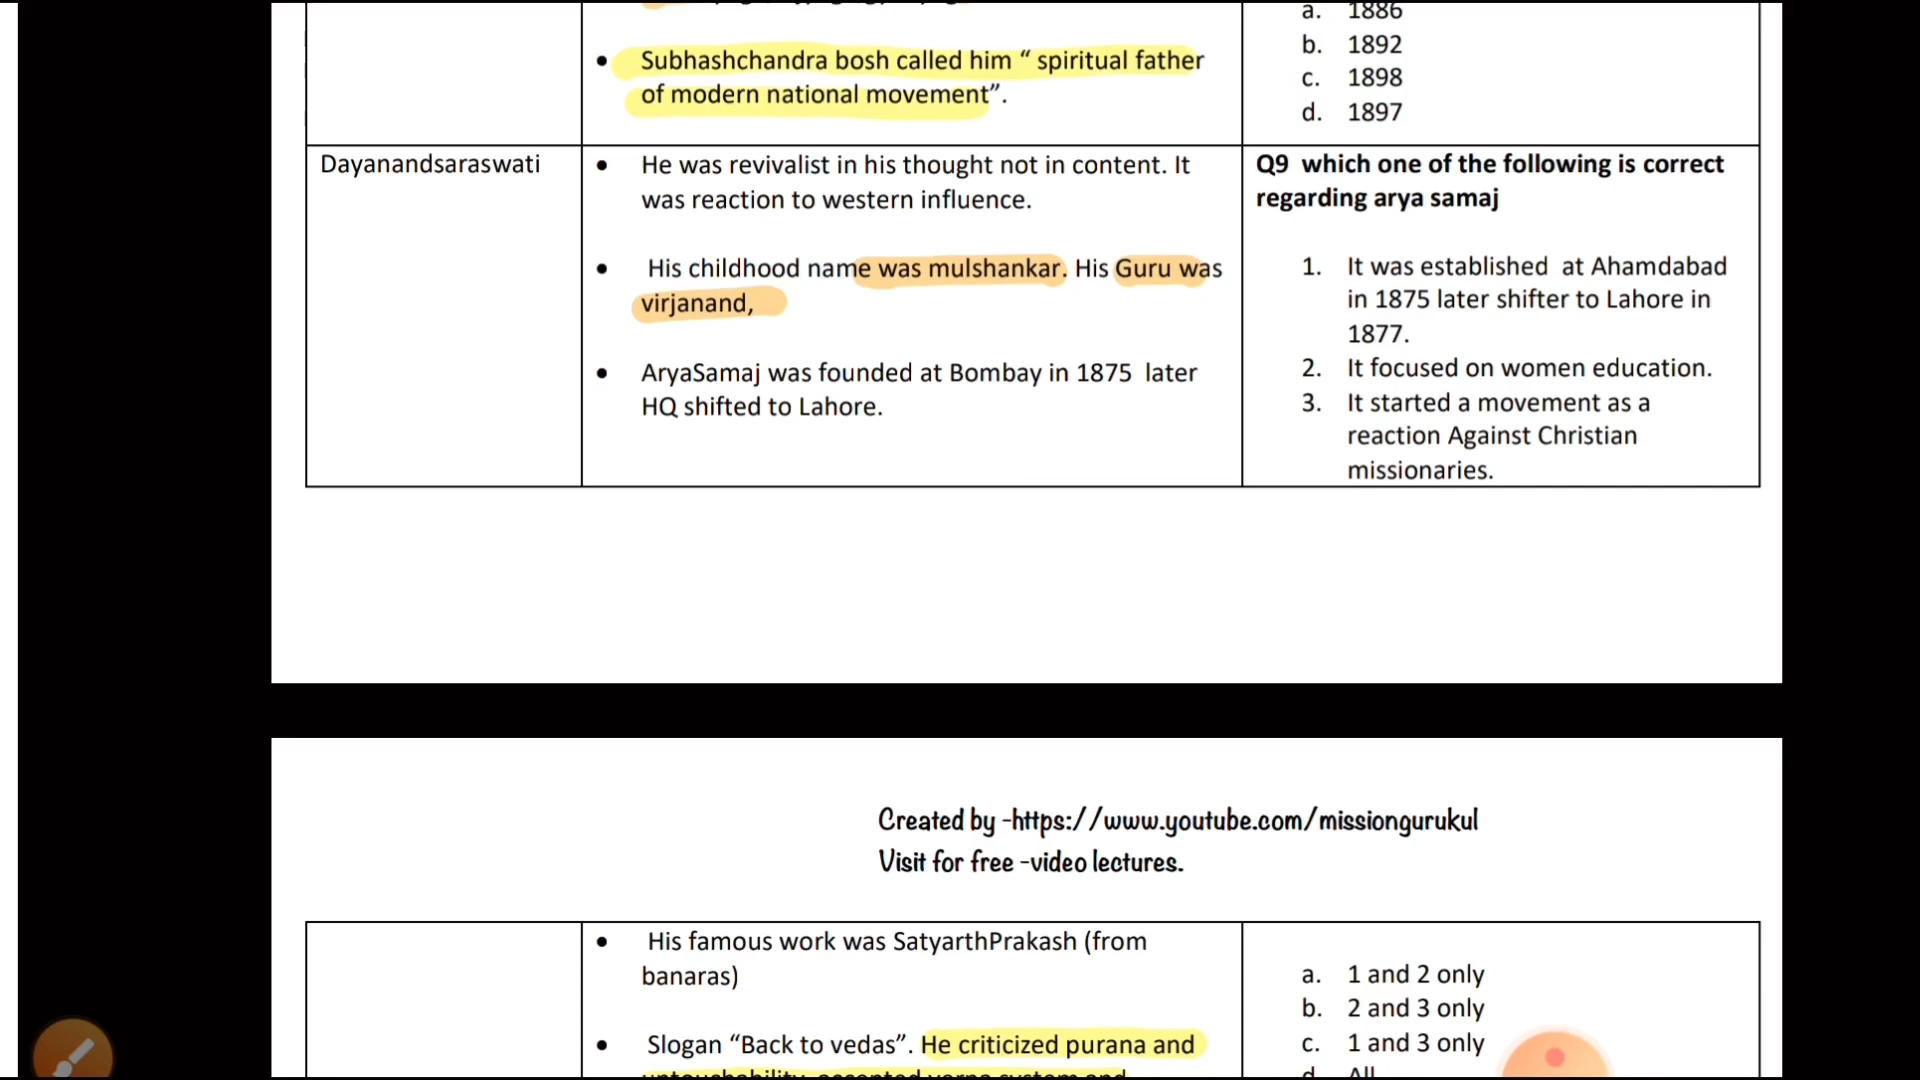 a. 1886
Subhashchandra bosh called him “ spiritual father
of modern national movement”.
b. 1892
c. 1898
d. 1897
Dayanandsaraswati
• He was revivalist in his thought not in content. It
was reaction to western influence.
• His childhood name was mulshankar. His Guru was
virjanand,
• AryaSamaj was founded at Bombay in 1875 later
HQ shifted to Lahore.
Q9 which one of the following is correct
regarding arya samaj
1. It was established at Ahamdabad
in 1875 later shifter to Lahore in
1877.
2. It focused on women education.
3. It started a movement as a
reaction Against Christian
missionaries.
Created by -https://www.youtube.com/missiongurukul
Visit for free -video lectures.
• His famous work was SatyarthPrakash (from
banaras)
• Slogan “Back to vedas”. He criticized purana and
untouchability, accepted verna system and
a. 1 and 2 only
b. 2 and 3 only
c. 1 and 3 only
d. All